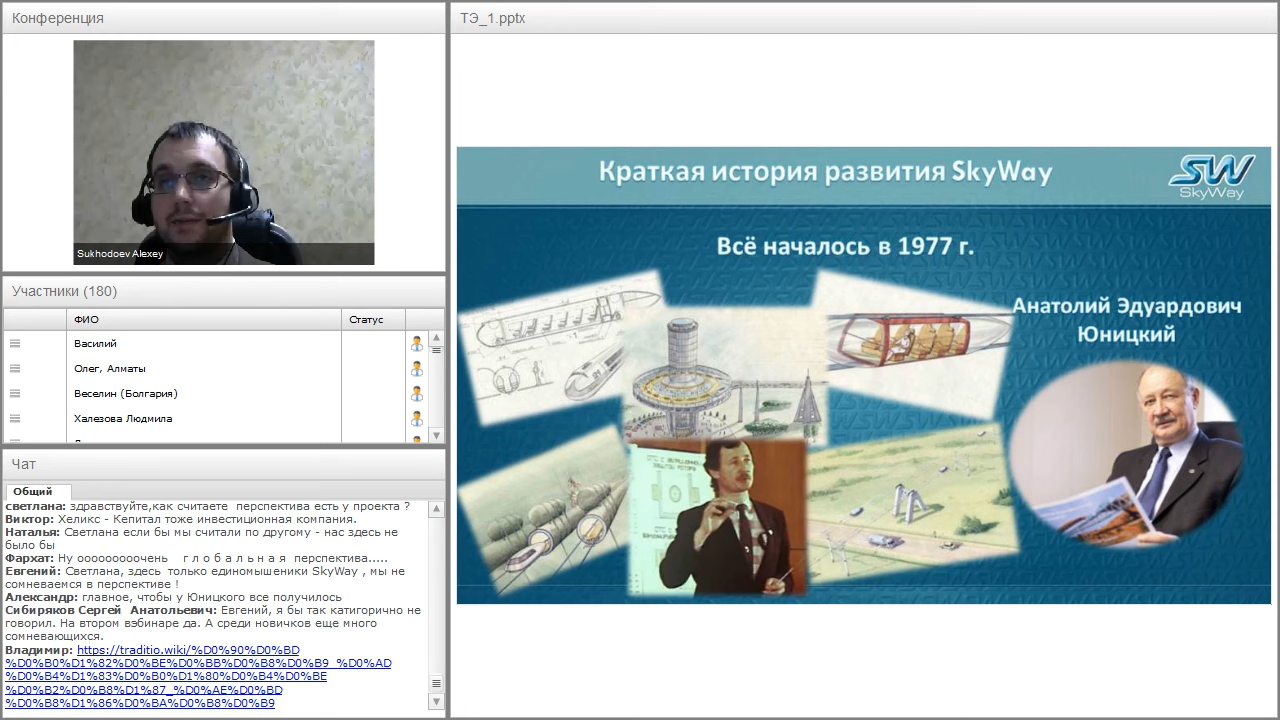 Конференция
Sukhodoev Alexey
Участники (180)
ФИО
Статус
Василий
Олег, Алматы
Веселин (Болгария)
Халезова Людмила
Чат
Общий
светлана: здравствуйте,как считаете перспектива есть у проекта ?
Виктор: Хеликс - Кепитал тоже инвестиционная компания.
Наталья: Светлана если бы мы считали по другому - нас здесь не
было бы
Фархат: Ну ооооооооочень г л о б а л ь н а я перспектива.....
Евгений: Светлана, здесь только единомышеники SkyWay , мы не
сомневаемся в перспективе !
Александр: главное, чтобы у Юницкого все получилось
Сибиряков Сергей Анатольевич: Евгений, я бы так катигорично не
говорил. На втором вэбинаре да. А среди новичков еще много
сомневающихся.
Владимир: https://traditio.wiki/%D0%90%D0%BD
%D0%B0%D1%82%D0%BE%D0%BB%D0%B8%D0%B9_%D0%AD
%D0%B4%D1%83%D0%B0%D1%80%D0%B4%D0%BE
%D0%B2%D0%B8%D1%87_%D0%AE%D0%BD
%D0%B8%D1%86%D0%BA%D0%B8%D0%B9
ТЭ_1.pptx
Краткая история развития SkyWay
SW
SkyWay
Всё началось в 1977 г.
Анатолий Эдуардович
Юницкий